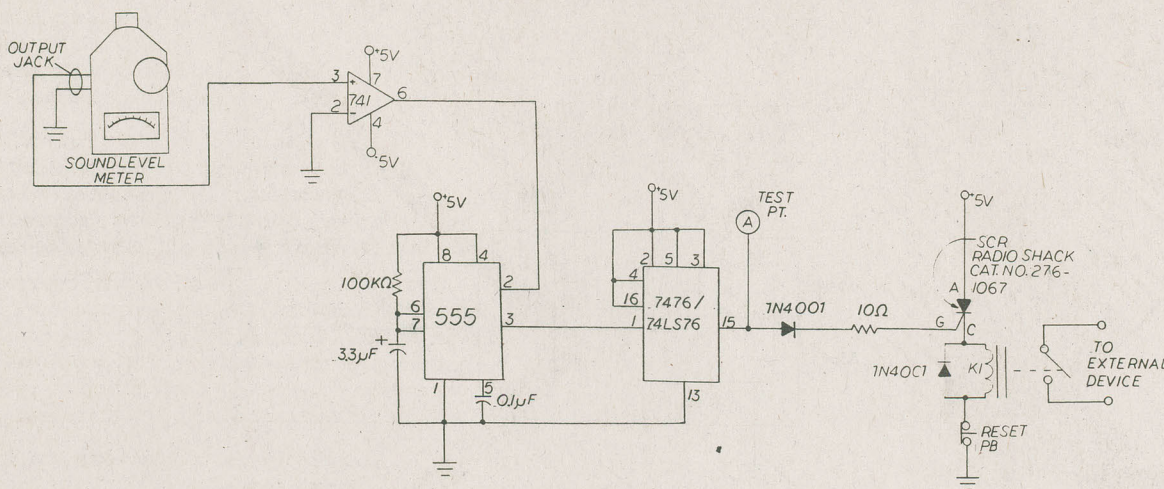 OUTPUT
JACK
SOUND LEVEL
METER
3
+
2
-
741
7
+5V
6
4
-5V
+5V
100KΩ
8
4
2
6
7
555
3
+
3.3µF
1
5
0.1µF
+5V
2
5
3
4
16
7476/
1
74LS76
15
13
TEST
PT.
A
1N4001
10Ω
+5V
SCR
RADIO SHACK
CAT. NO. 276-
1067
A
G
C
1N4001
K1
TO
EXTERNAL
DEVICE
RESET
PB